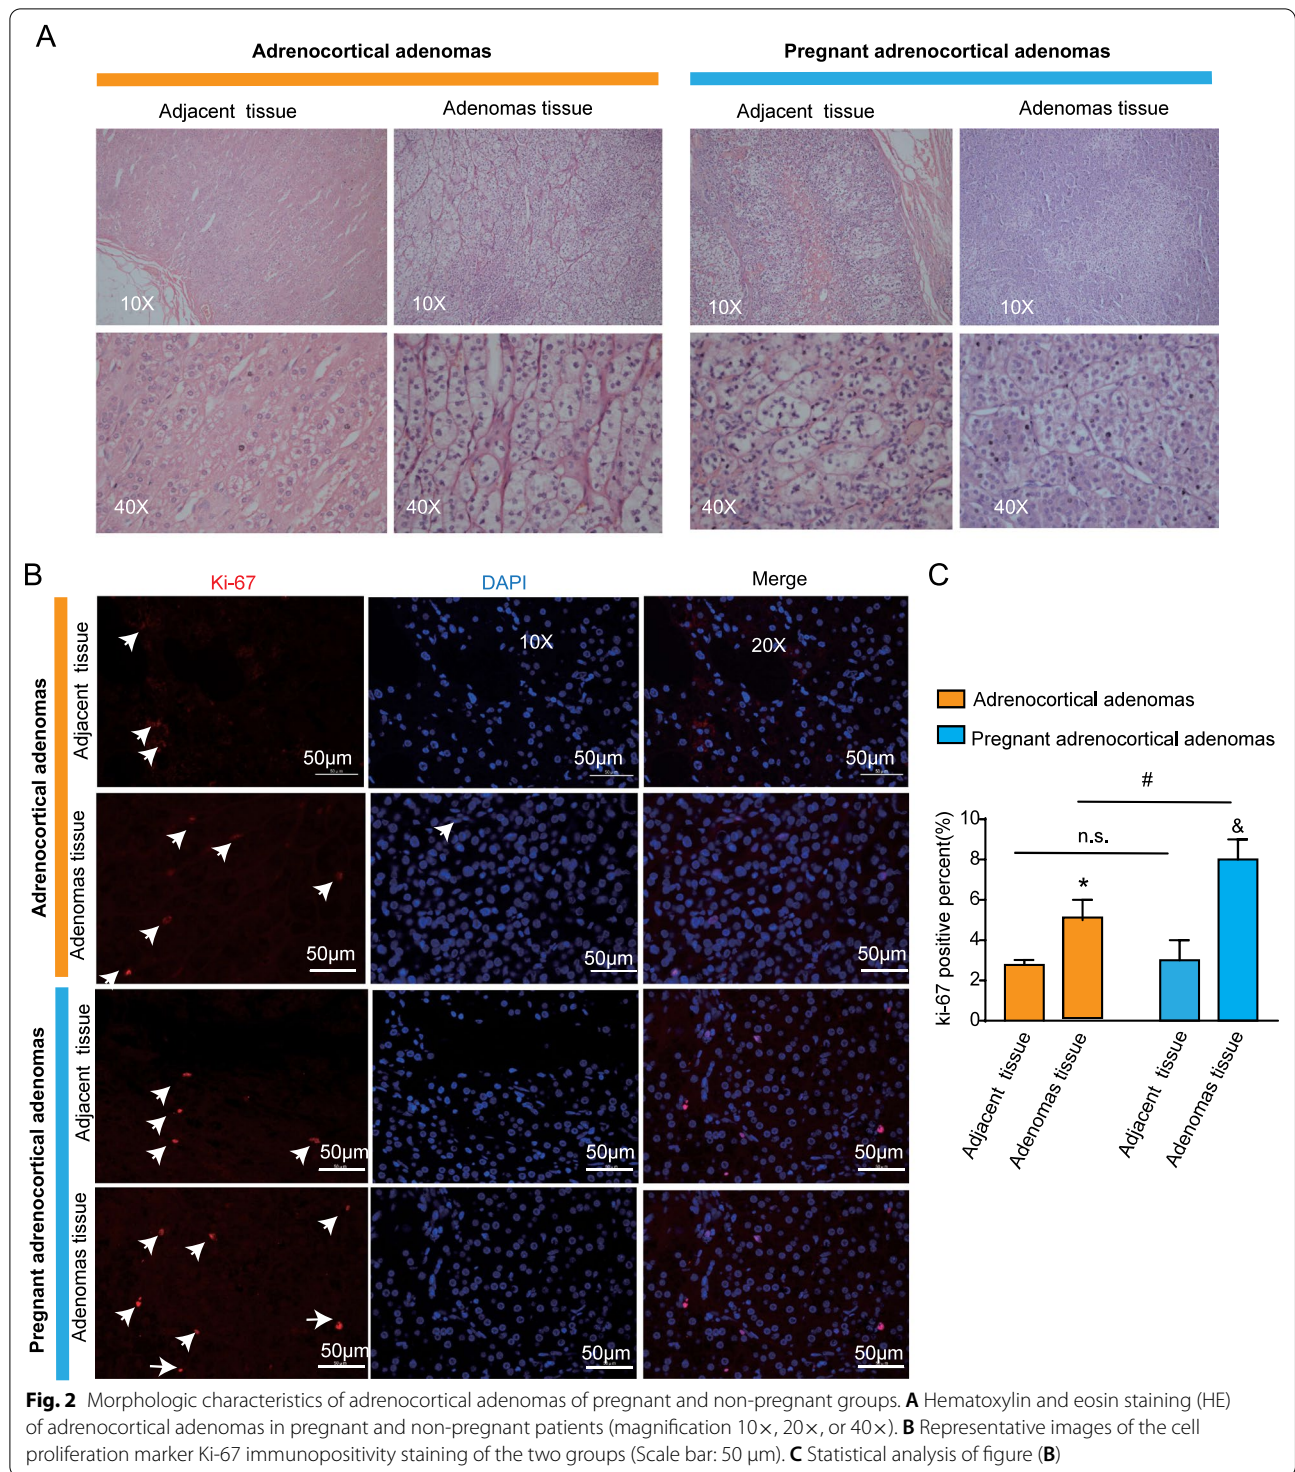 A
Adrenocortical adenomas
Pregnant adrenocortical adenomas
Adjacent tissue
Adenomas tissue
Adjacent tissue
Adenomas tissue
10X
10X
10X
10X
40X
40X
40X
40X
B
Ki-67
DAPI
Merge
Adrenocortical adenomas
Adjacent tissue
10X
20X
50µm
50µm
50µm
Adenomas tissue
50µm
50µm
50µm
Pregnant adrenocortical adenomas
Adjacent tissue
50µm
50µm
50µm
Adenomas tissue
50µm
50µm
50µm
C
Adrenocortical adenomas
Pregnant adrenocortical adenomas
#
n.s.
*
&
ki-67 positive percent(%)
10
8
6
4
2
0
Adjacent tissue
Adenomas tissue
Adjacent tissue
Adenomas tissue
Fig. 2 Morphologic characteristics of adrenocortical adenomas of pregnant and non-pregnant groups. A Hematoxylin and eosin staining (HE)
of adrenocortical adenomas in pregnant and non-pregnant patients (magnification 10×, 20×, or 40×). B Representative images of the cell
proliferation marker Ki-67 immunopositivity staining of the two groups (Scale bar: 50 µm). C Statistical analysis of figure (B)